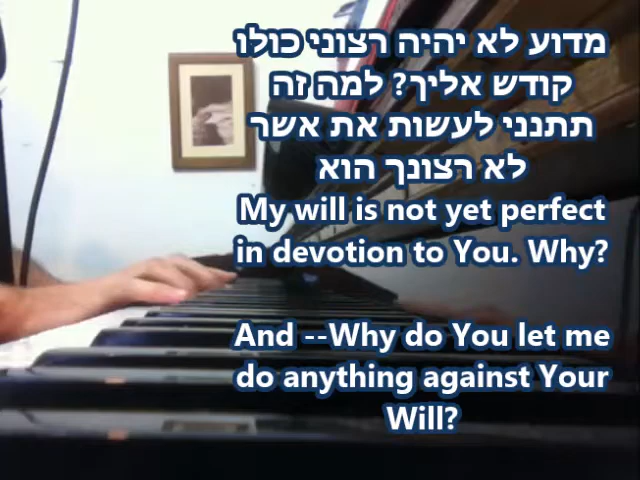 מדוע לא יהיה רצוני כולו
קודש אליך? למה זה
תתנני לעשות את אשר
לא רצונך הוא
My will is not yet perfect
in devotion to You. Why?
And --Why do You let me
do anything against Your
Will?